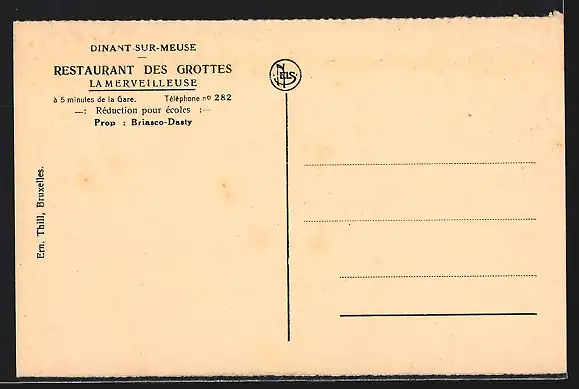 DINANT-SUR-MEUSE
—
RESTAURANT DES GROTTES
LA MERVEILLEUSE
à 5 minutes de la Gare. Téléphone nº 282
—: Réduction pour écoles :—
Prop : Briasco-Dasty
Ern. Thill, Bruxelles.